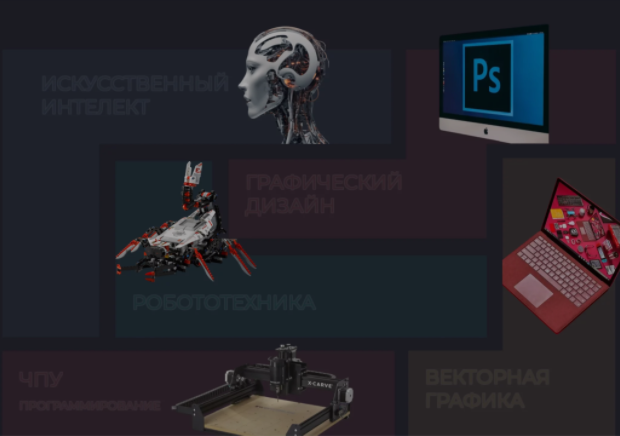 ИСКУССТВЕННЫЙ
ИНТЕЛЕКТ
Ps
ГРАФИЧЕСКИЙ
ДИЗАЙН
РОБОТОТЕХНИКА
X-CARVE
ЧПУ
ПРОГРАММИРОВАНИЕ
ВЕКТОРНАЯ
ГРАФИКА